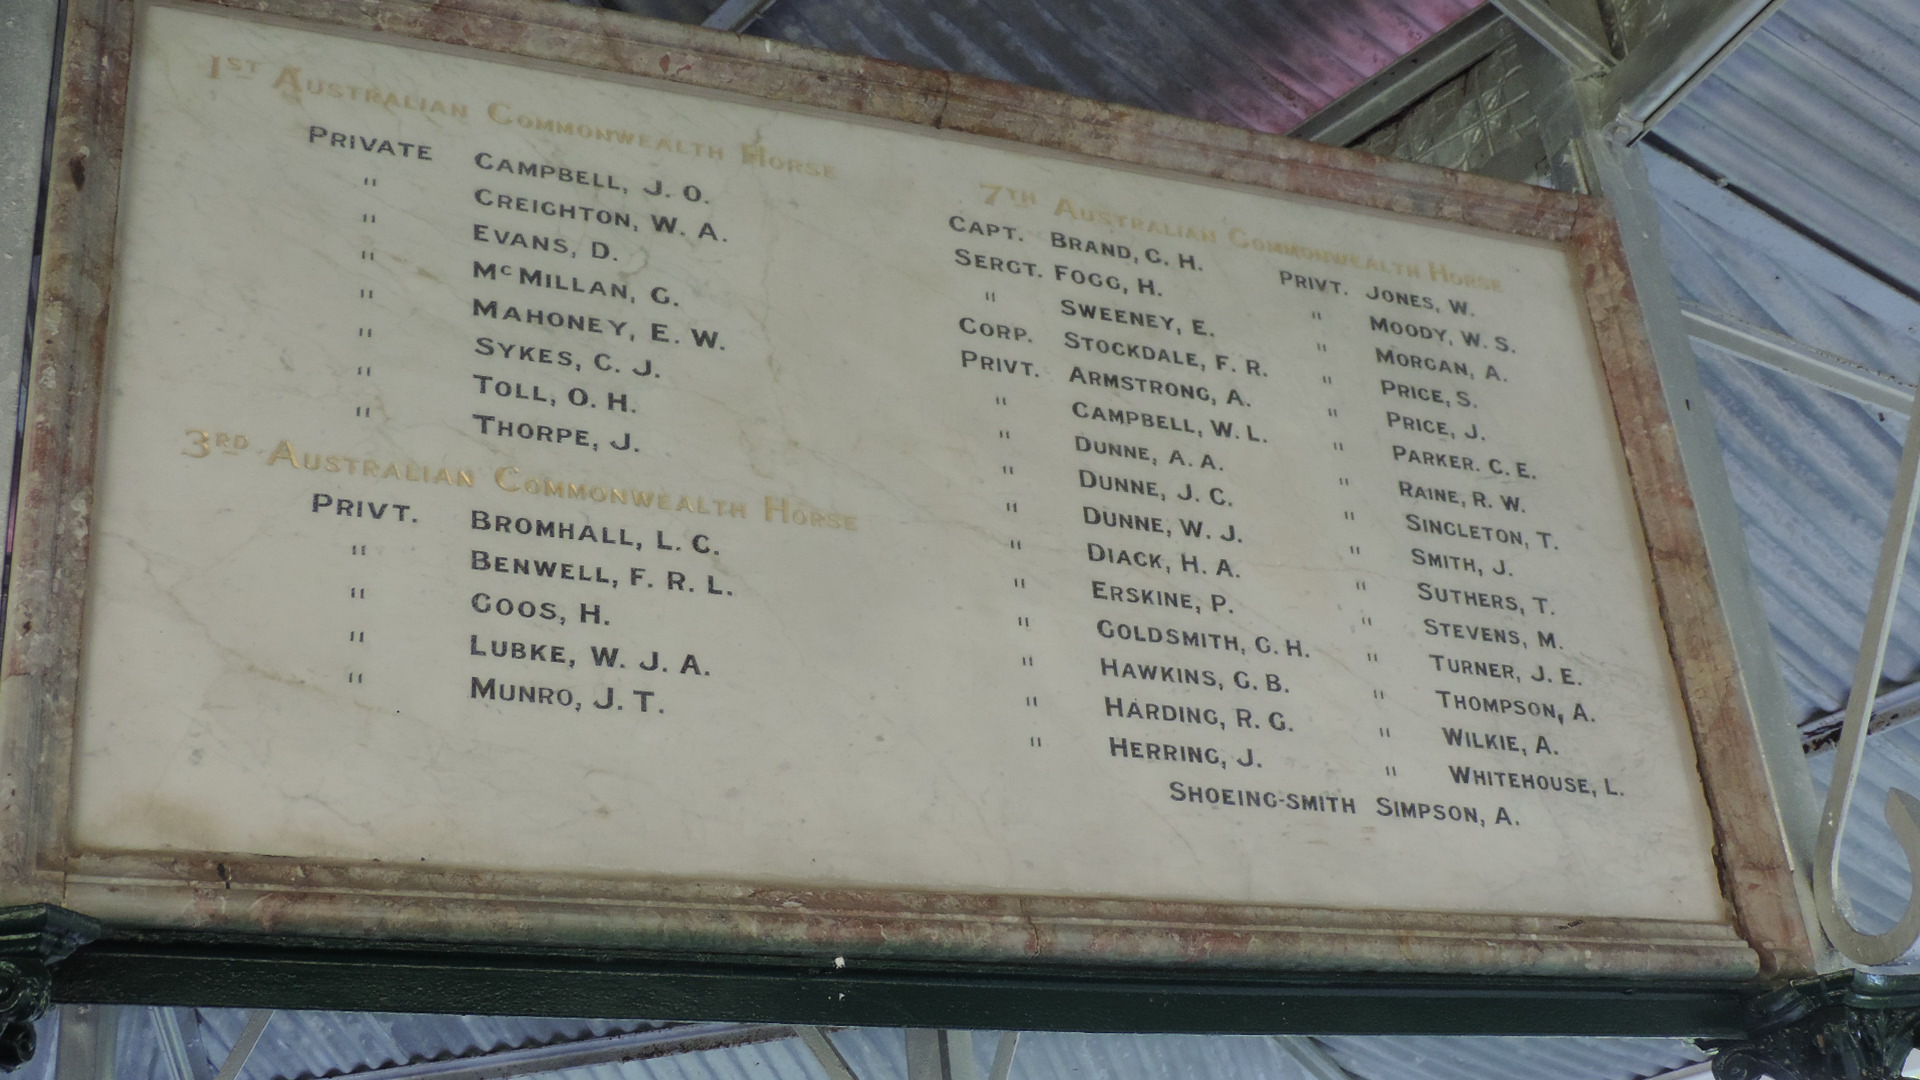 1ST AUSTRALIAN COMMONWEALTH HORSE
PRIVATE CAMPBELL, J. O.
" CREIGHTON, W. A.
" EVANS, D.
" McMILLAN, G.
" MAHONEY, E. W.
" SYKES, C. J.
" TOLL, O. H.
" THORPE, J.
3RD AUSTRALIAN COMMONWEALTH HORSE
PRIVT. BROMHALL, L. C.
" BENWELL, F. R. L.
" GOOS, H.
" LUBKE, W. J. A.
" MUNRO, J. T.
7TH AUSTRALIAN COMMONWEALTH HORSE
CAPT. BRAND, C. H.
SERGT. FOGG, H.
" SWEENEY, E.
CORP. STOCKDALE, F. R.
PRIVT. ARMSTRONG, A.
" CAMPBELL, W. L.
" DUNNE, A. A.
" DUNNE, J. C.
" DUNNE, W. J.
" DIACK, H. A.
" ERSKINE, P.
" GOLDSMITH, G. H.
" HAWKINS, G. B.
" HARDING, R. G.
" HERRING, J.
PRIVT. JONES, W.
" MOODY, W. S.
" MORGAN, A.
" PRICE, S.
" PRICE, J.
" PARKER. C. E.
" RAINE, R. W.
" SINGLETON, T.
" SMITH, J.
" SUTHERS, T.
" STEVENS, M.
" TURNER, J. E.
" THOMPSON, A.
" WILKIE, A.
" WHITEHOUSE, L.
SHOEING-SMITH SIMPSON, A.